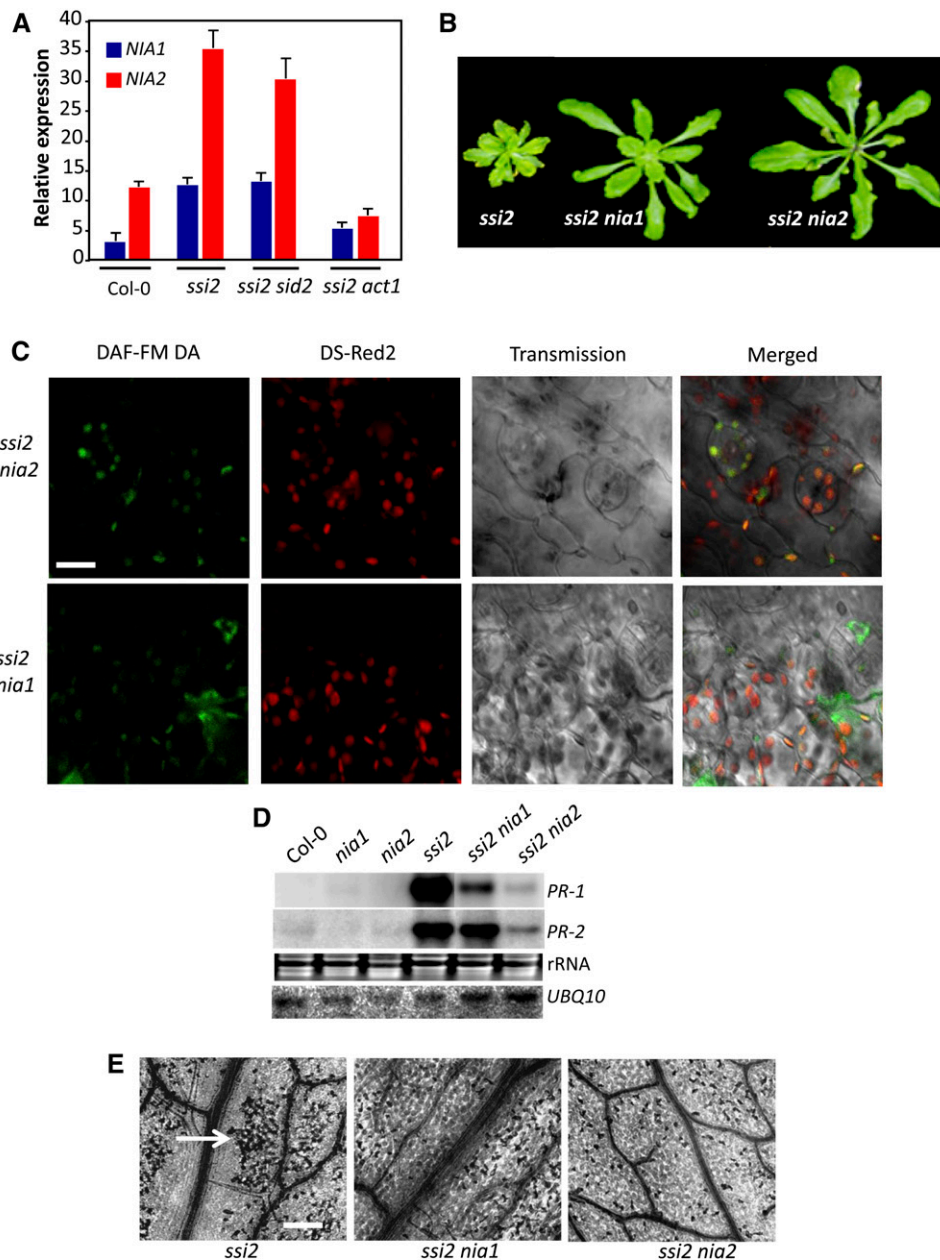 A
Relative expression
40
35
30
25
20
15
10
5
0
NIA1
NIA2
Col-0 ssi2 ssi2 sid2 ssi2 act1
B
ssi2 ssi2 nia1 ssi2 nia2
C
DAF-FM DA DS-Red2 Transmission Merged
ssi2
nia2
ssi2
nia1
D
Col-0 nia1 nia2 ssi2 ssi2 nia1 ssi2 nia2
PR-1
PR-2
rRNA
UBQ10
E
ssi2 ssi2 nia1 ssi2 nia2